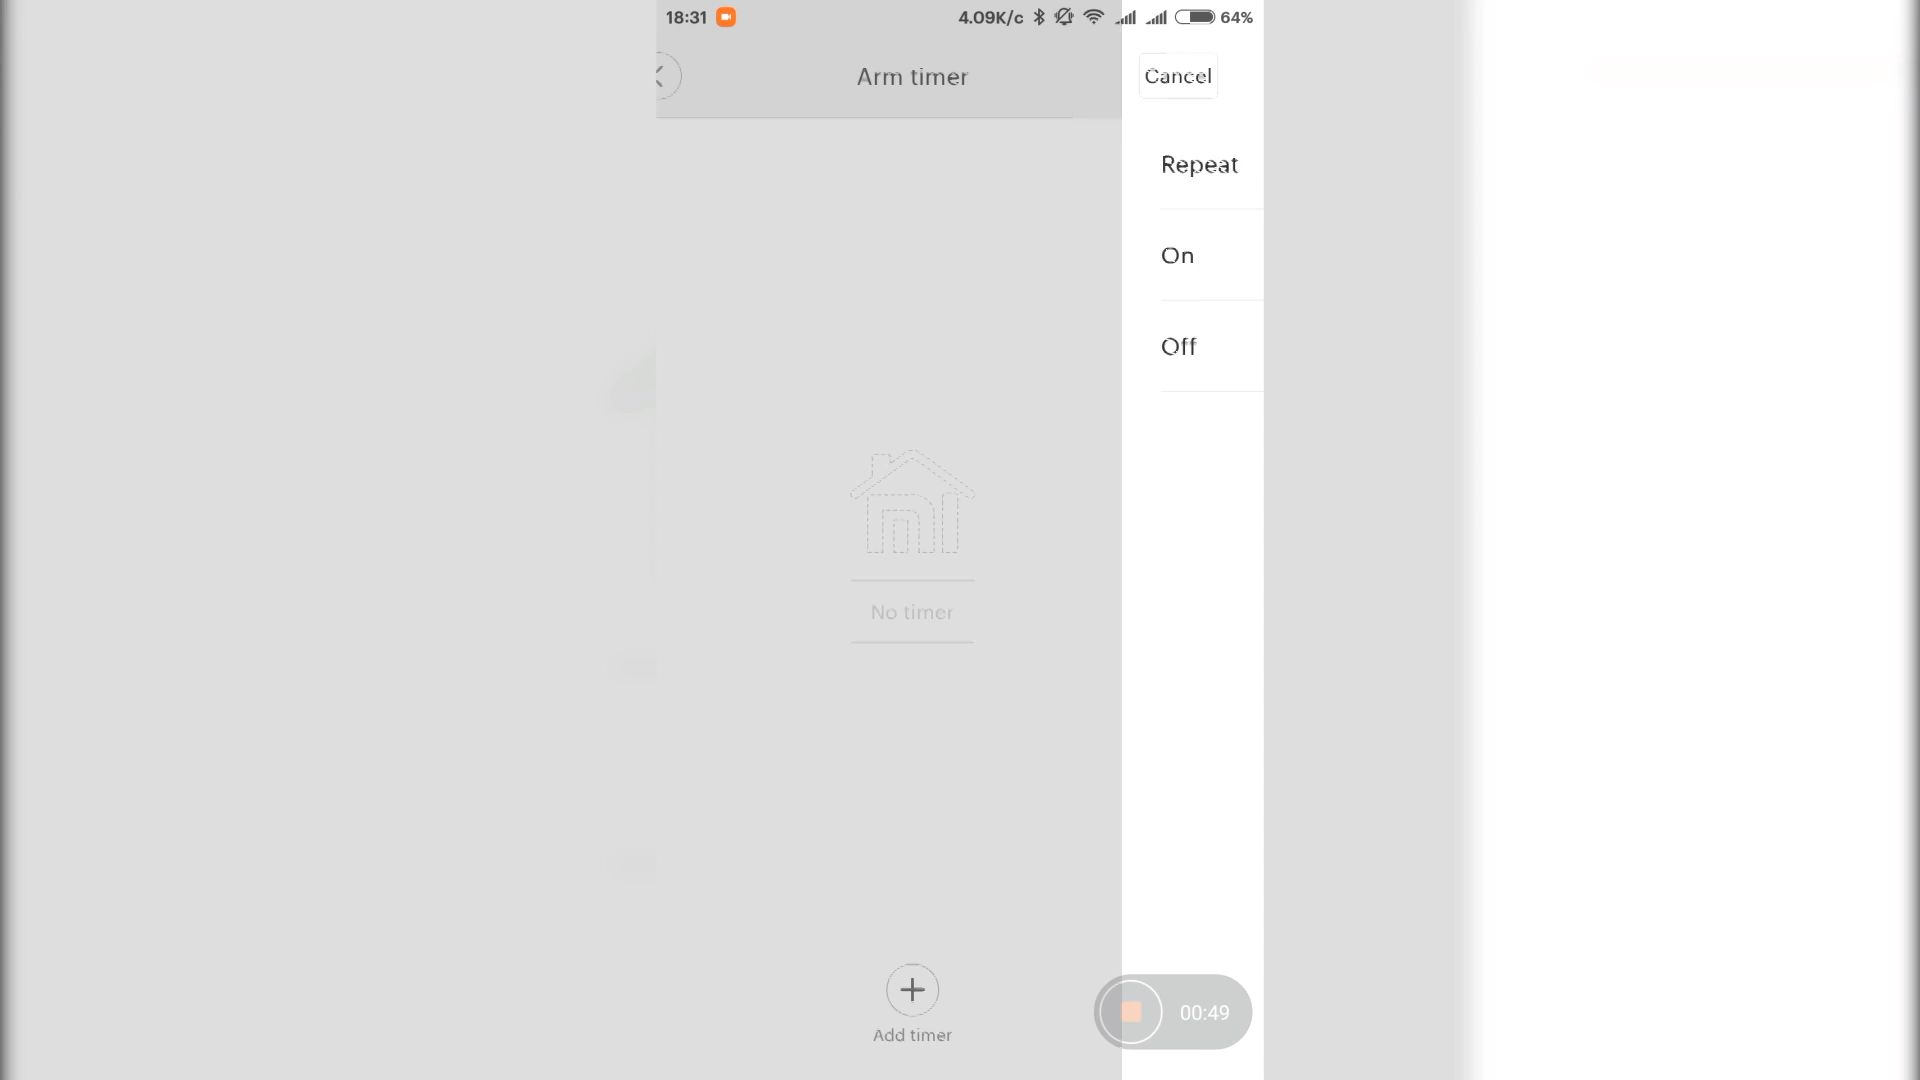 18:31 4.09K/c 64%
Arm timer
Cancel
Repeat
On
Off
No timer
Add timer
00:49